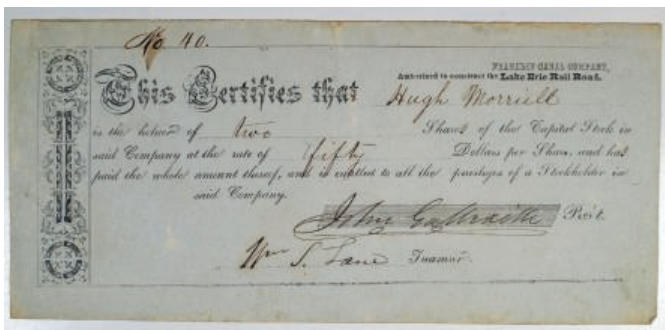 No 40.
FRANKLIN CANAL COMPANY,
Authorized to construct the Lake Erie Rail Road.
This Certifies that Hugh Morriell
is the holder of two Shares of the Capital Stock in
said Company at the rate of fifty Dollars per Share, and has
paid the whole amount thereof, and is entitled to all the privileges of a Stockholder in
said Company.
John Galbraith Pres't.
Wm S. Lane Treasurer.